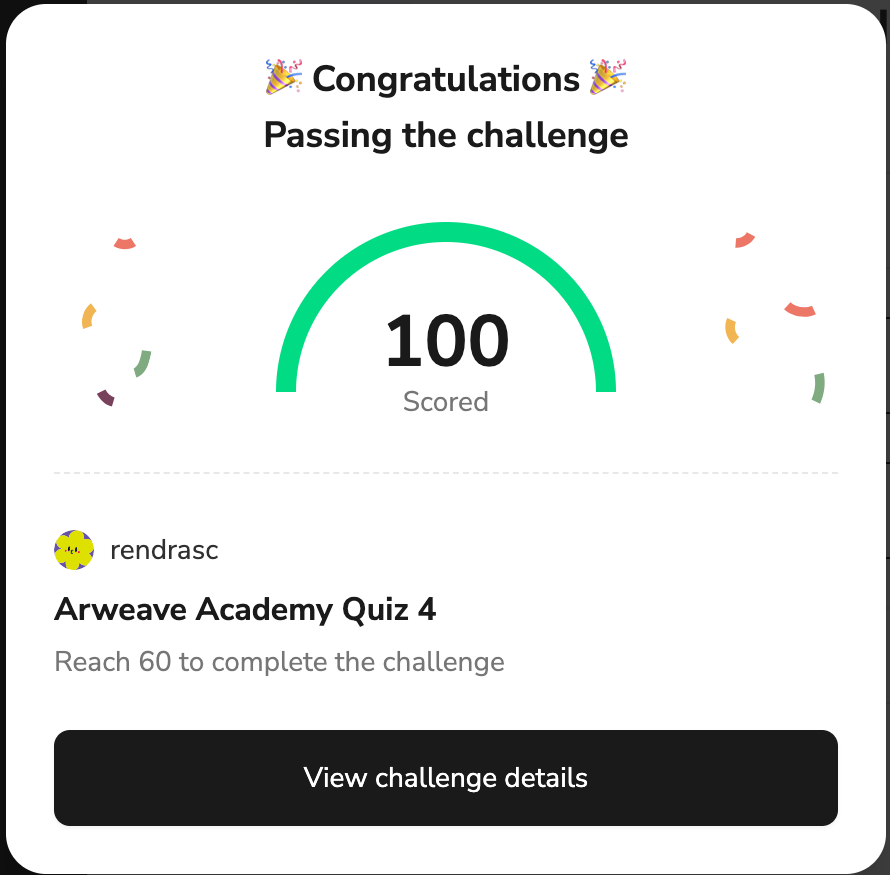 🎉 Congratulations 🎉
Passing the challenge
100
Scored
rendrasc
Arweave Academy Quiz 4
Reach 60 to complete the challenge
View challenge details